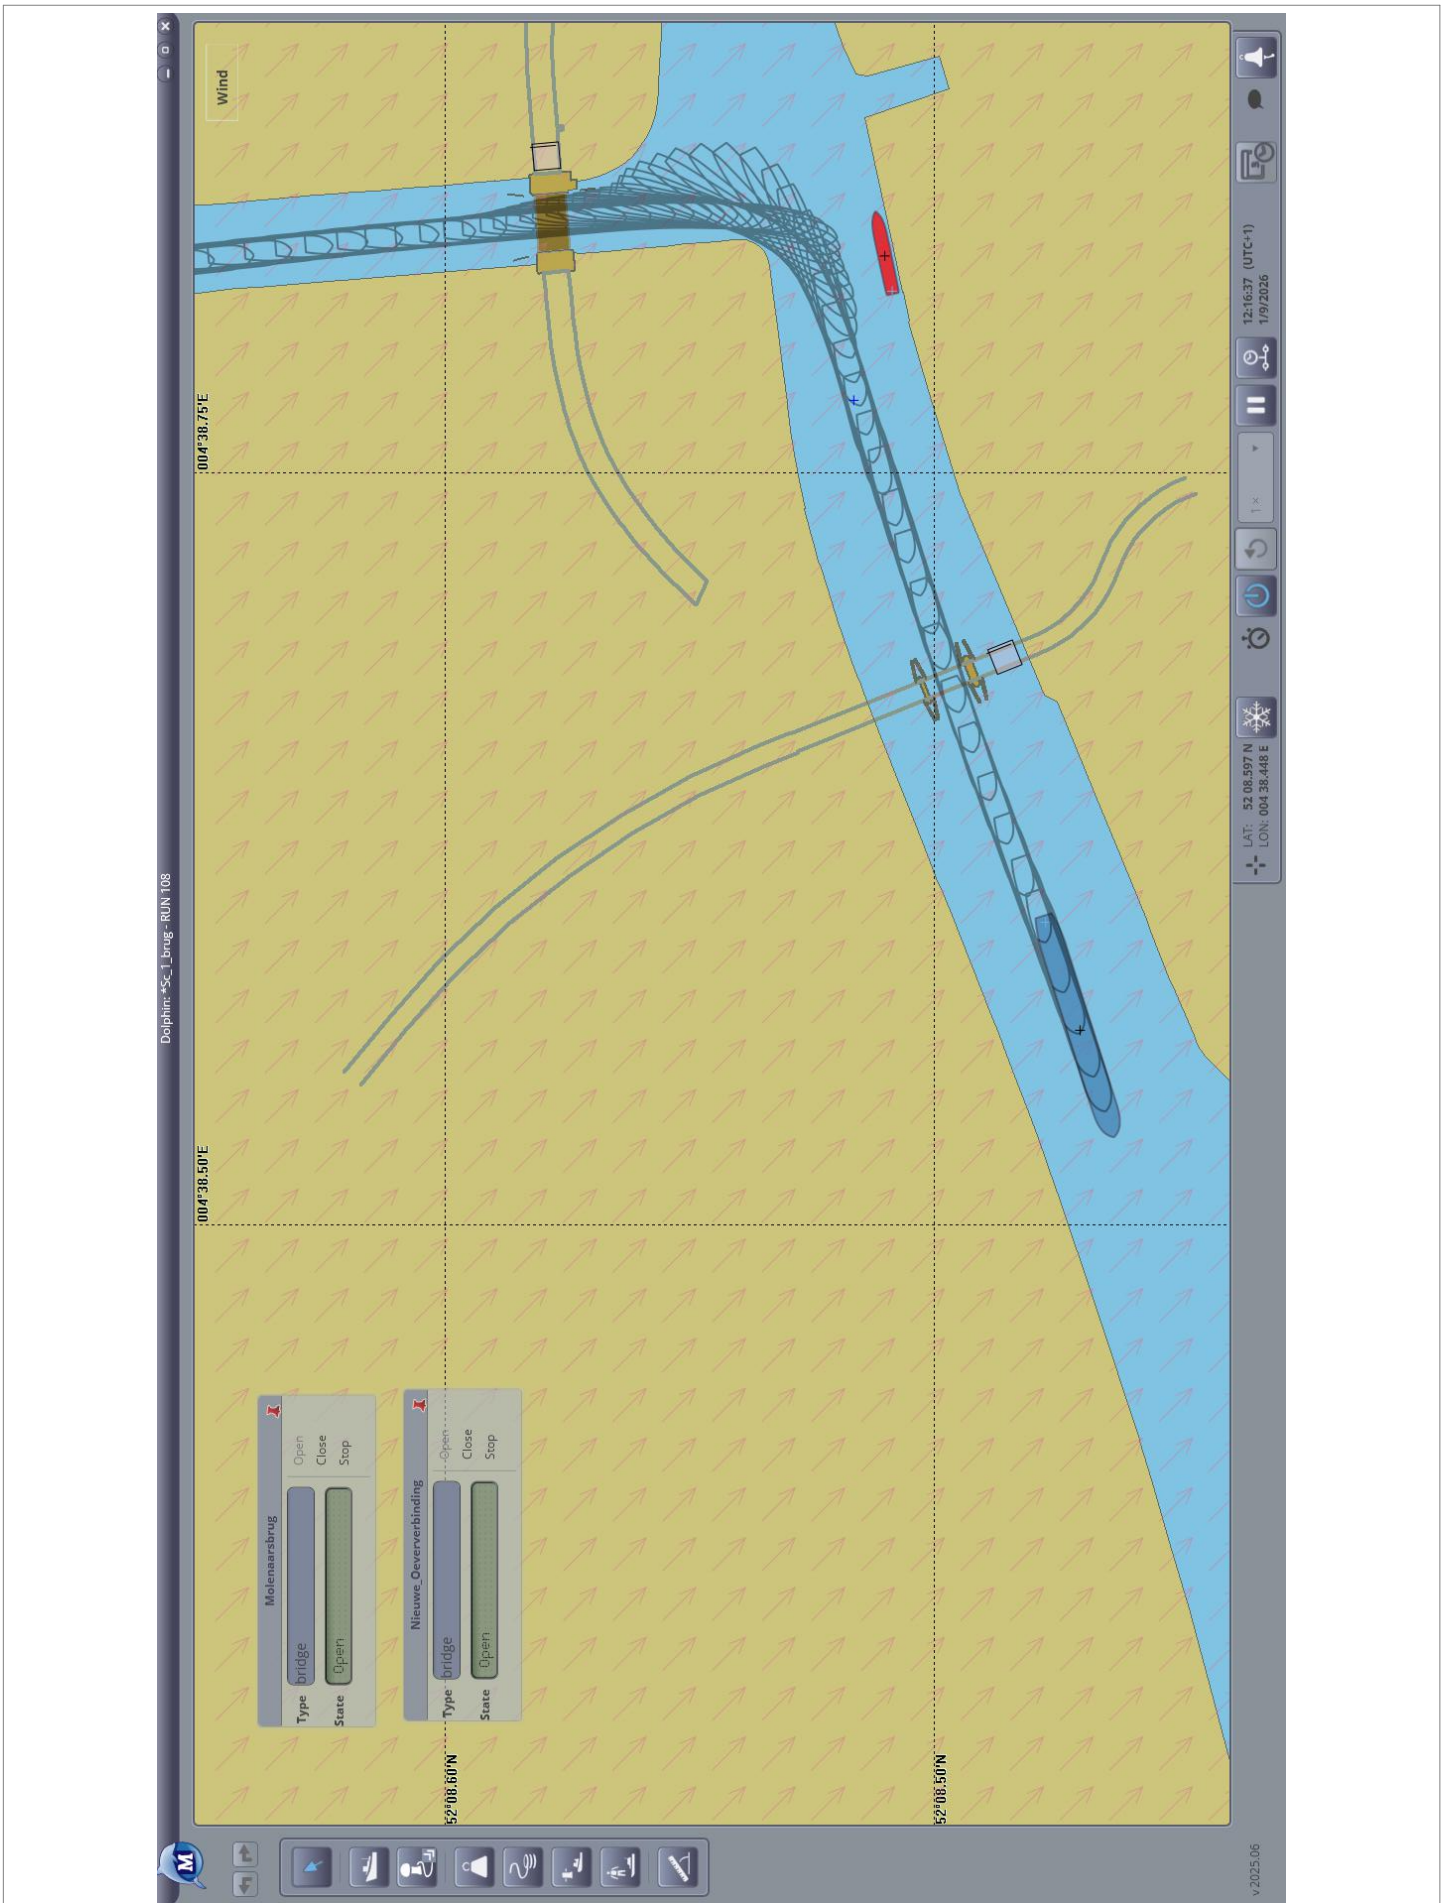 Dolphin: *Sc_1_brug - RUN 108
52°08.60'N
52°08.50'N
004°38.50'E
004°38.75'E
Wind
Molenaarsbrug
Type bridge
State Open
Open
Close
Stop
Nieuwe_Oeververbinding
Type bridge
State Open
Open
Close
Stop
v 2025.06
LAT: 52 08.597 N
LON: 004 38.448 E
1 ×
12:16:37 (UTC+1)
1/9/2026
M